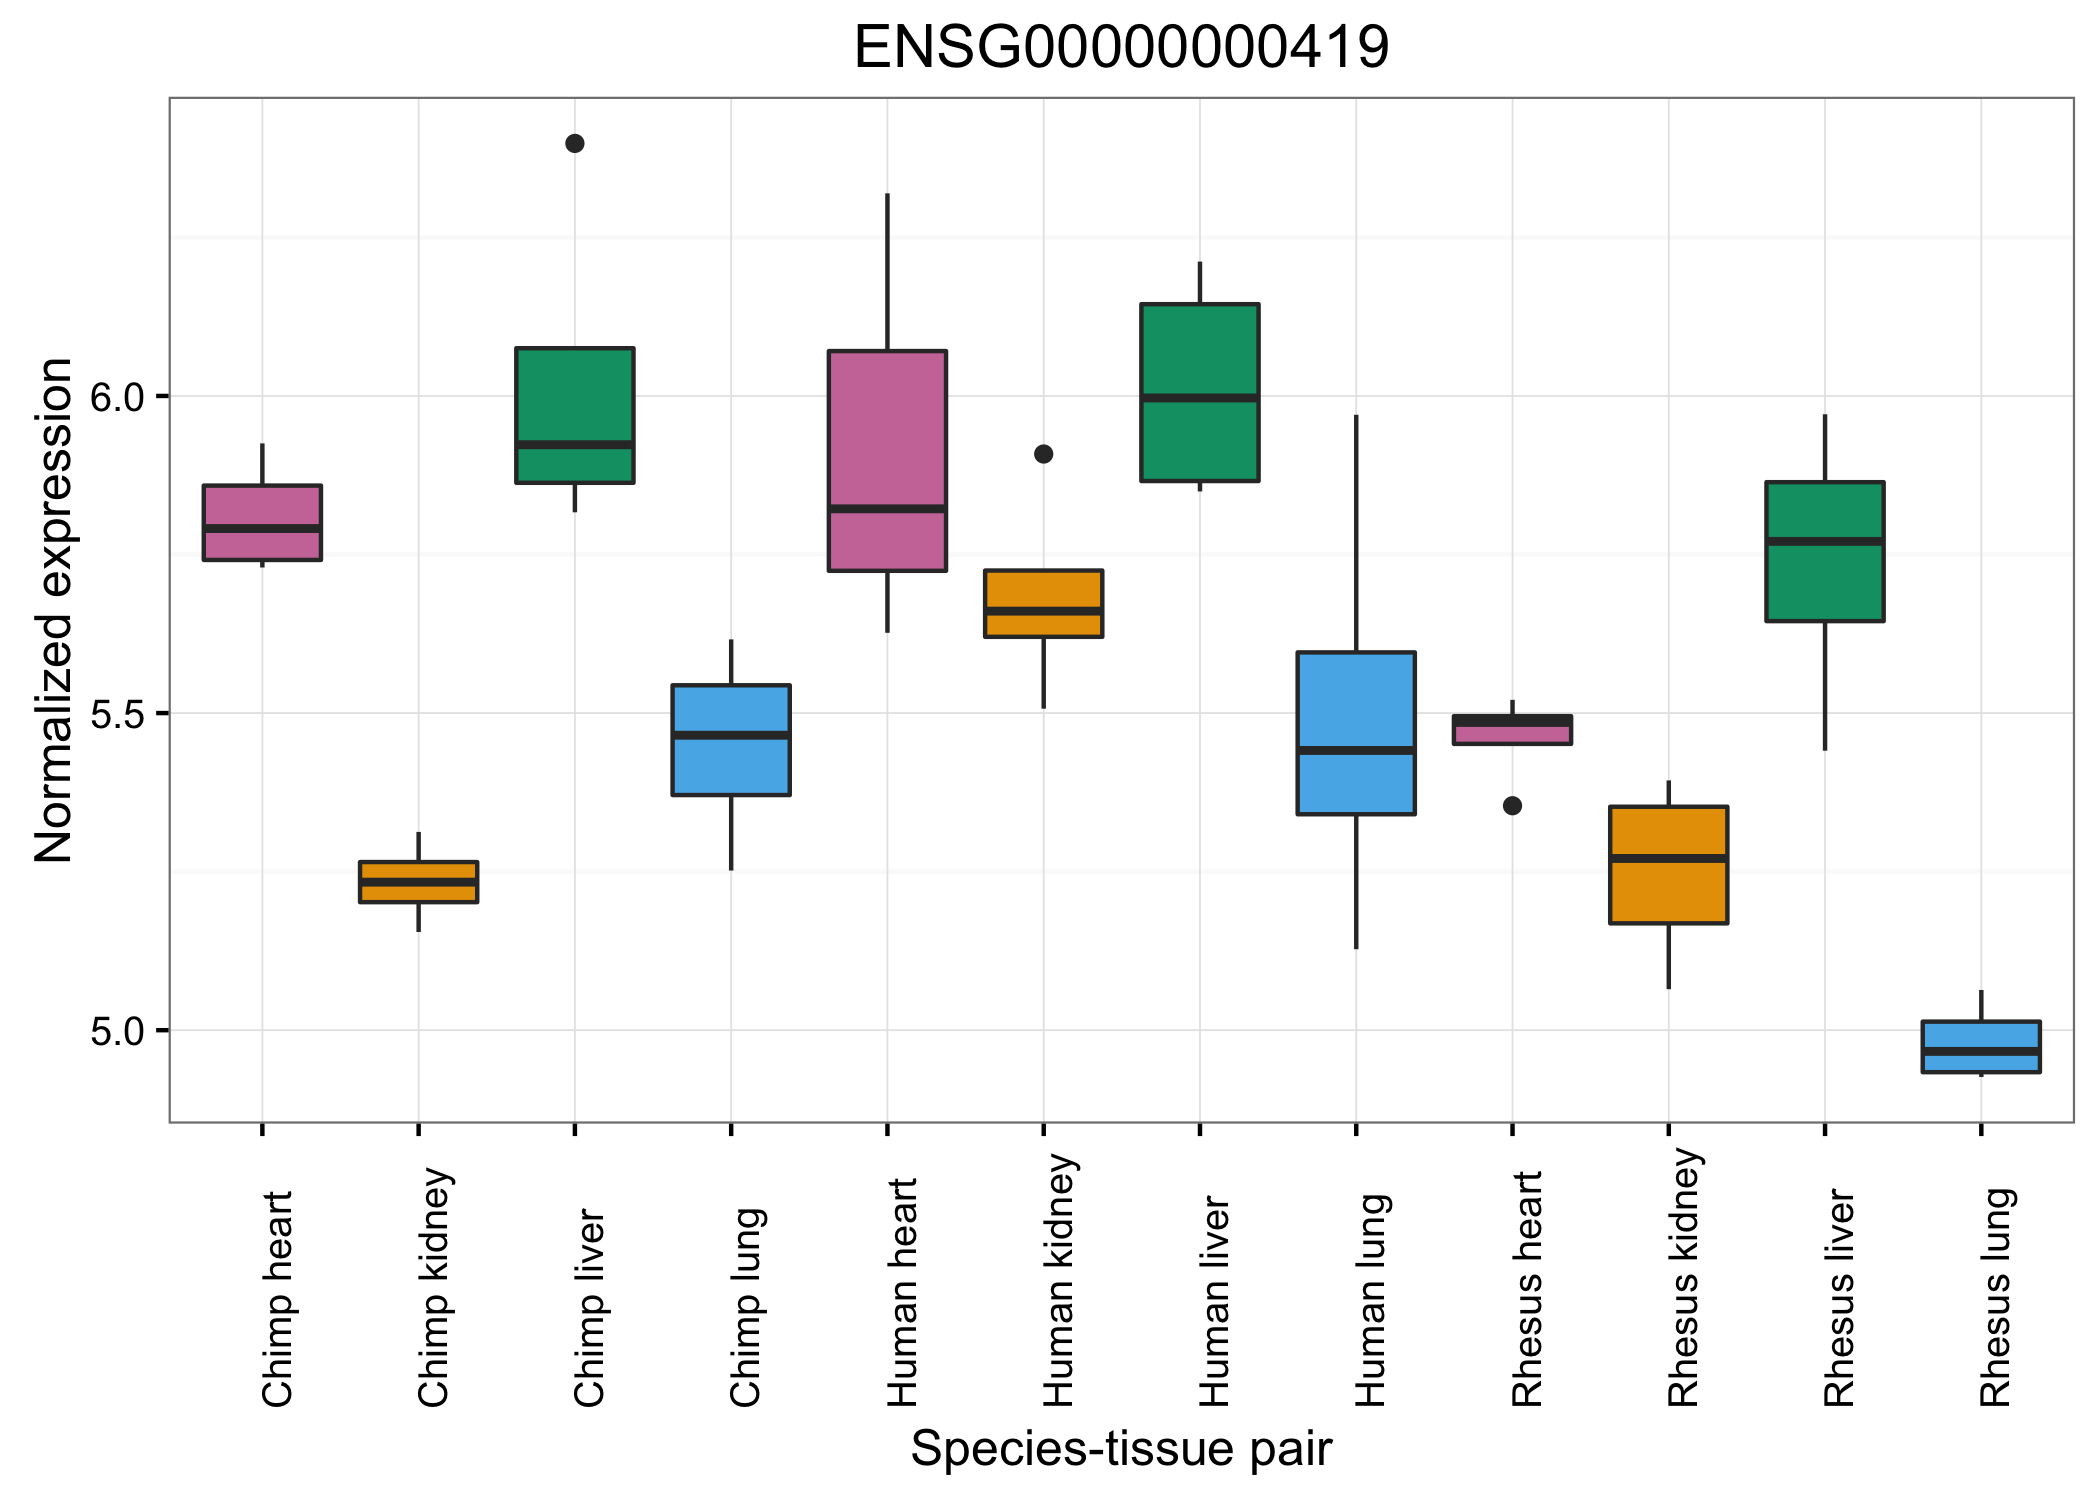 ENSG00000000419
Normalized expression
6.0
5.5
5.0
Chimp heart
Chimp kidney
Chimp liver
Chimp lung
Human heart
Human kidney
Human liver
Human lung
Rhesus heart
Rhesus kidney
Rhesus liver
Rhesus lung
Species-tissue pair